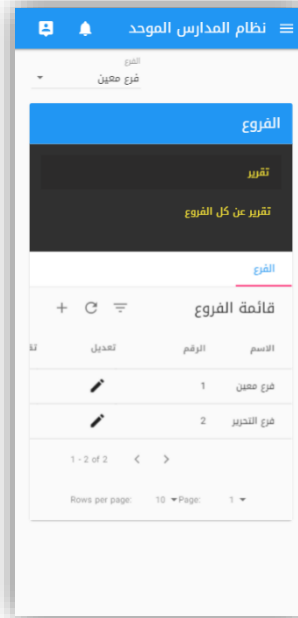 نظام المدارس الموحد
الفرع
فرع معين
الفروع
تقرير
تقرير عن كل الفروع
الفرع
قائمة الفروع
الاسم الرقم تعديل
فرع معين 1
فرع التحرير 2
1 - 2 of 2
Rows per page: 10 Page: 1